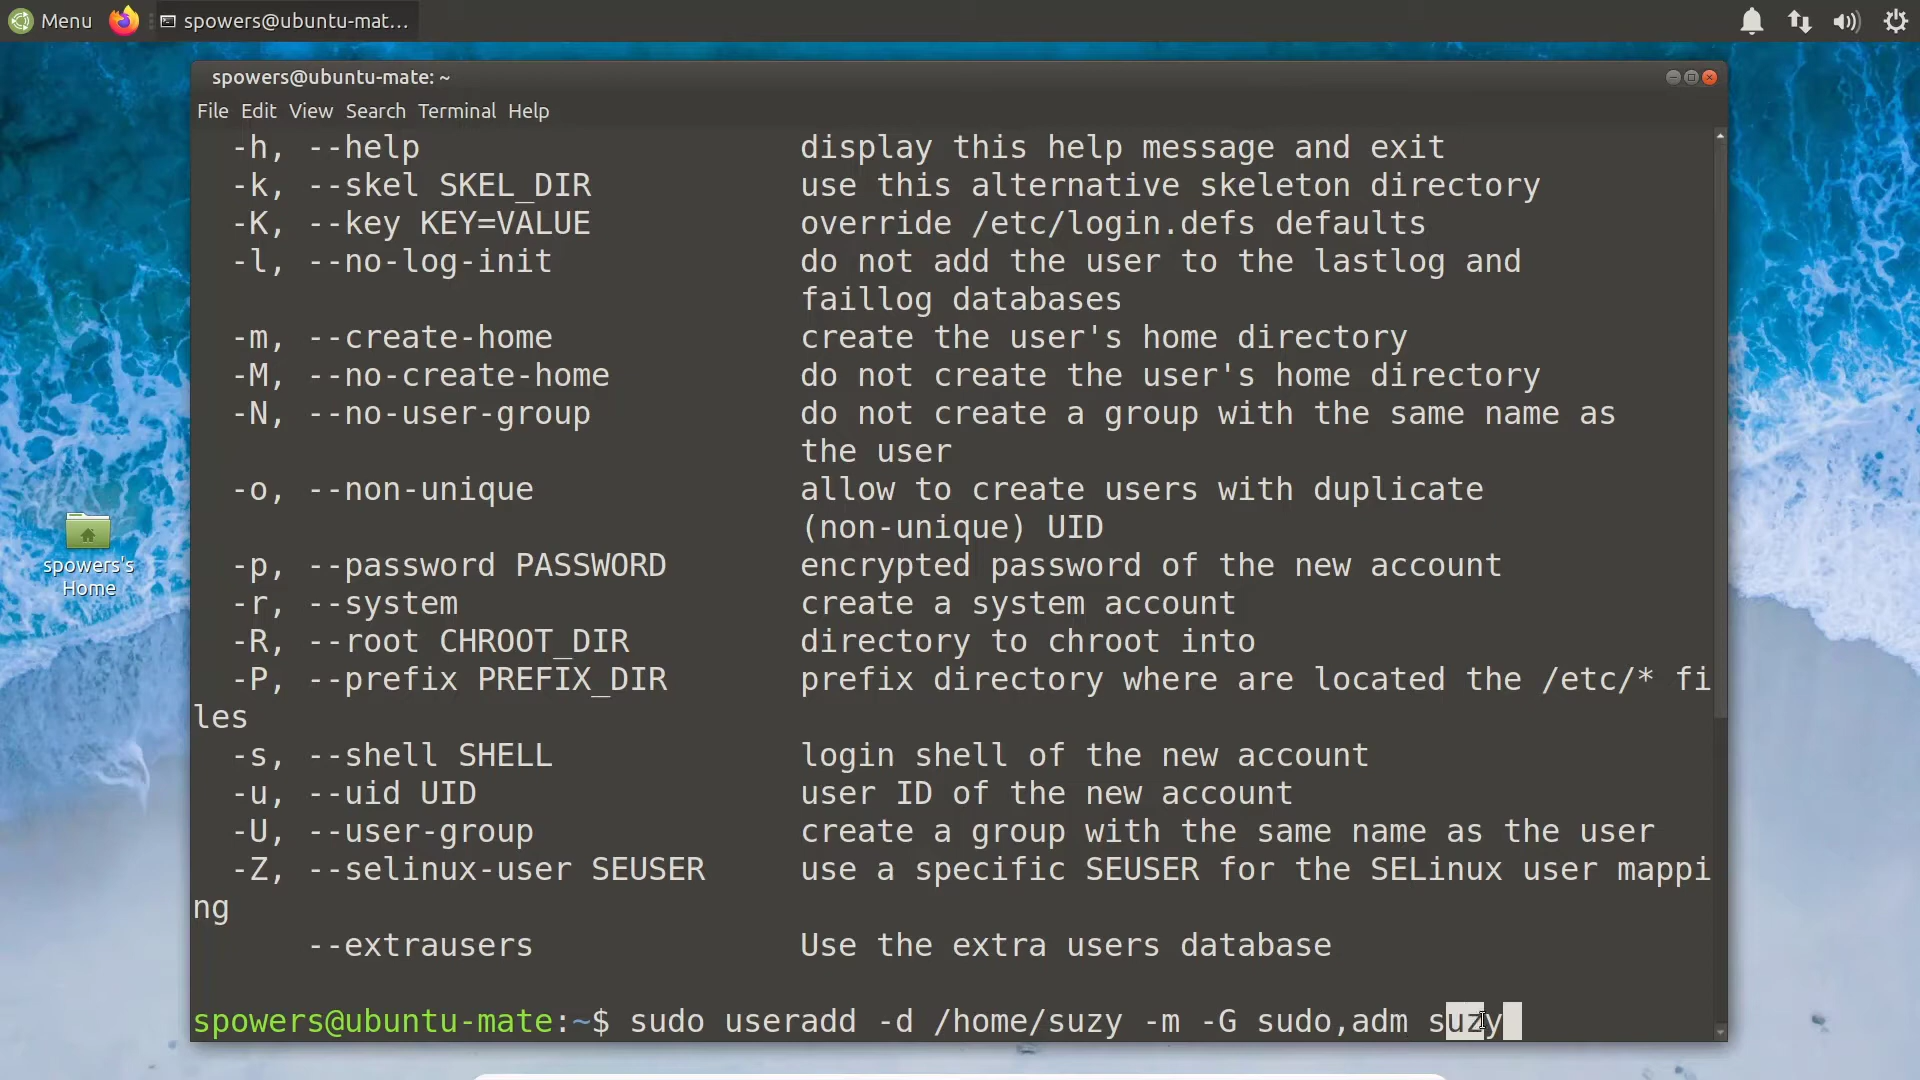 Menu
spowers@ubuntu-mat...
spowers@ubuntu-mate: ~
File Edit View Search Terminal Help
-h, --help display this help message and exit
-k, --skel SKEL_DIR use this alternative skeleton directory
-K, --key KEY=VALUE override /etc/login.defs defaults
-l, --no-log-init do not add the user to the lastlog and
faillog databases
-m, --create-home create the user's home directory
-M, --no-create-home do not create the user's home directory
-N, --no-user-group do not create a group with the same name as
the user
-o, --non-unique allow to create users with duplicate
(non-unique) UID
-p, --password PASSWORD encrypted password of the new account
-r, --system create a system account
-R, --root CHROOT_DIR directory to chroot into
-P, --prefix PREFIX_DIR prefix directory where are located the /etc/* fi
les
-s, --shell SHELL login shell of the new account
-u, --uid UID user ID of the new account
-U, --user-group create a group with the same name as the user
-Z, --selinux-user SEUSER use a specific SEUSER for the SELinux user mappi
ng
--extrausers Use the extra users database
spowers@ubuntu-mate:~$ sudo useradd -d /home/suzy -m -G sudo,adm suzy
spowers's
Home